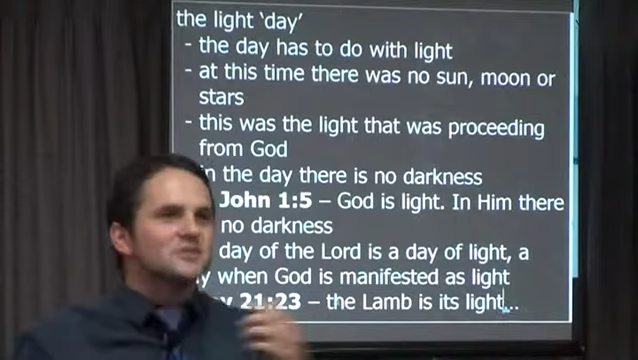 the light 'day'
- the day has to do with light
- at this time there was no sun, moon or
stars
- this was the light that was proceeding
from God
in the day there is no darkness
John 1:5 – God is light. In Him there
no darkness
day of the Lord is a day of light, a
when God is manifested as light
21:23 – the Lamb is its light...